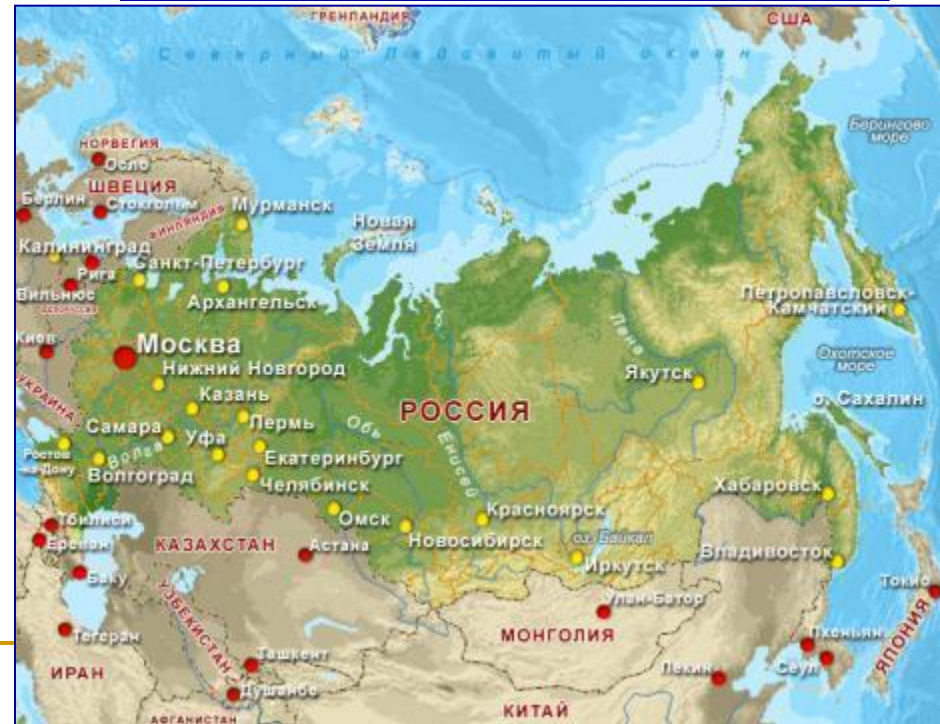 ГРЕНЛАНДИЯ
США
Северный Ледовитый океан
Берингово
море
НОРВЕГИЯ
Осло
ШВЕЦИЯ
Берлин
Стокгольм
ФИНЛЯНДИЯ
Мурманск
Новая
Земля
Калининград
Рига
Санкт-Петербург
Вильнюс
Архангельск
Петропавсловск-
Камчатский
Киев
Москва
Нижний Новгород
Лена
Охотское
море
УКРАИНА
Казань
Якутск
РОССИЯ
о. Сахалин
Самара
Уфа
Пермь
Обь
Енисей
Ростов
на-Дону
Волга
Волгоград
Екатеринбург
Челябинск
Хабаровск
Омск
Красноярск
Новосибирск
оз. Байкал
Иркутск
Владивосток
Тбилиси
Ереван
КАЗАХСТАН
Астана
Баку
Токио
УЗБЕКИСТАН
Улан-Батор
Тегеран
МОНГОЛИЯ
Пхеньян
Сеул
ЯПОНИЯ
ИРАН
Ташкент
Пекин
Душанбе
КИТАЙ
АФГАНИСТАН